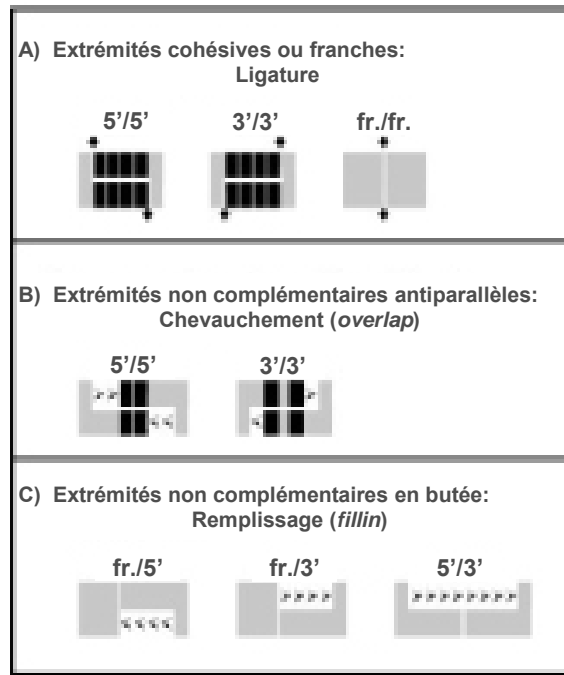 A) Extrémités cohésives ou franches:
Ligature
5’/5’ 3’/3’ fr./fr.
B) Extrémités non complémentaires antiparallèles:
Chevauchement (overlap)
5’/5’ 3’/3’
C) Extrémités non complémentaires en butée:
Remplissage (fillin)
fr./5’ fr./3’ 5’/3’